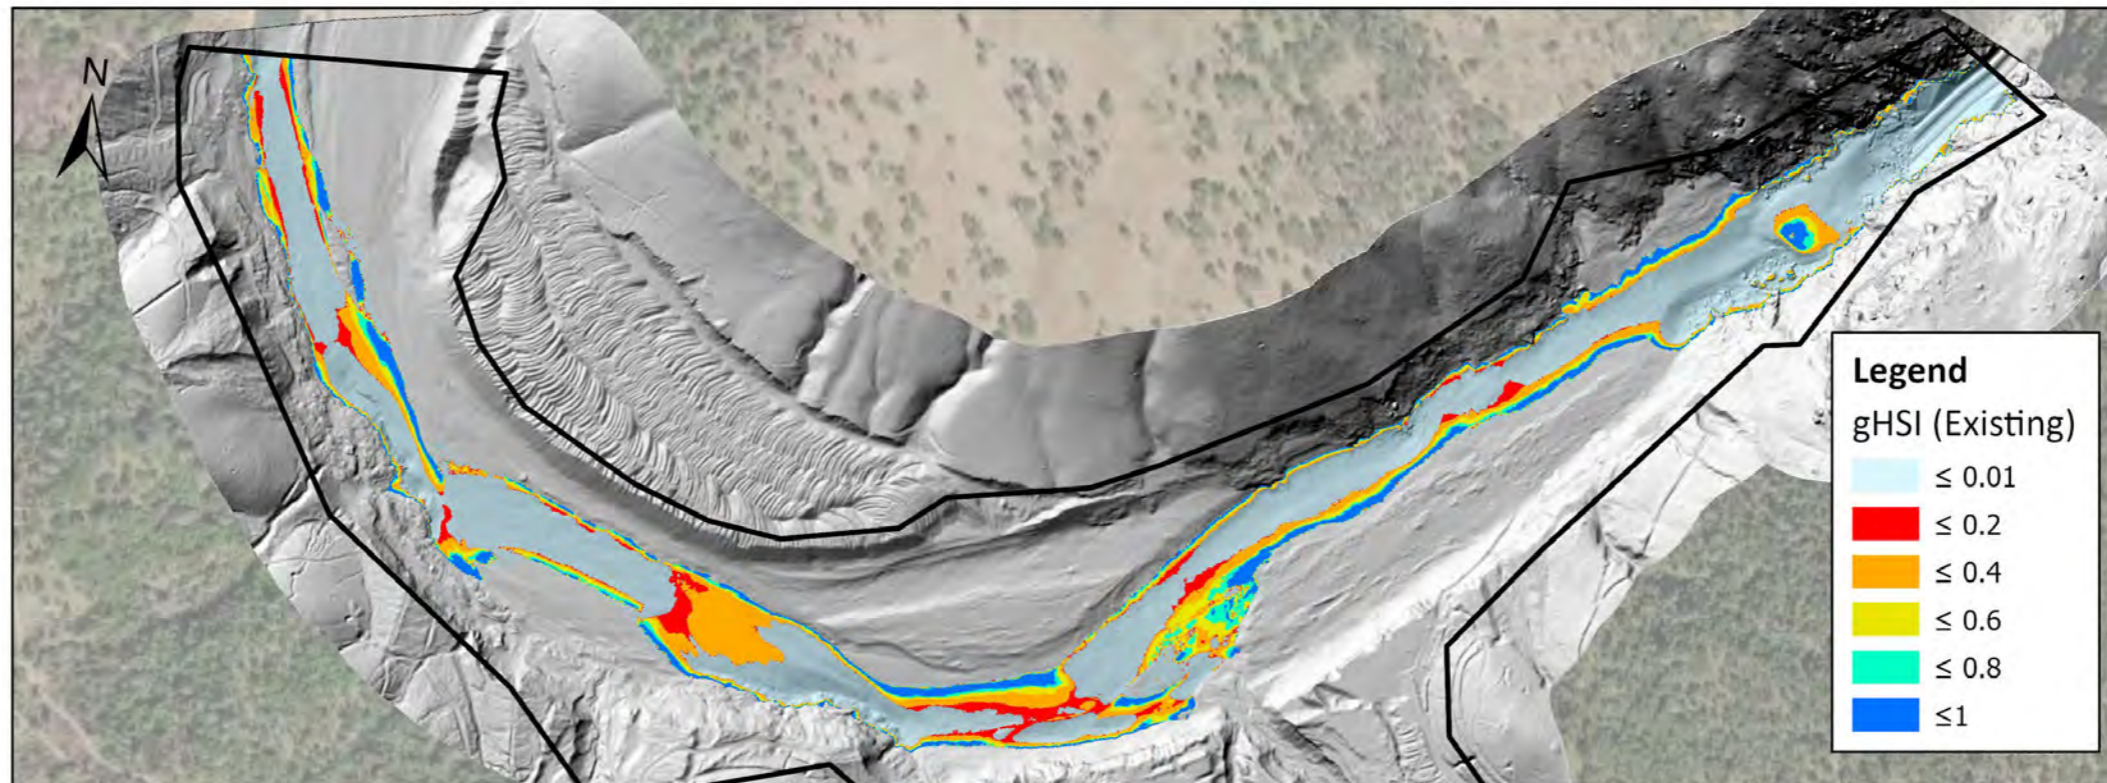 N
Legend
gHSI (Existing)
≤ 0.01
≤ 0.2
≤ 0.4
≤ 0.6
≤ 0.8
≤1